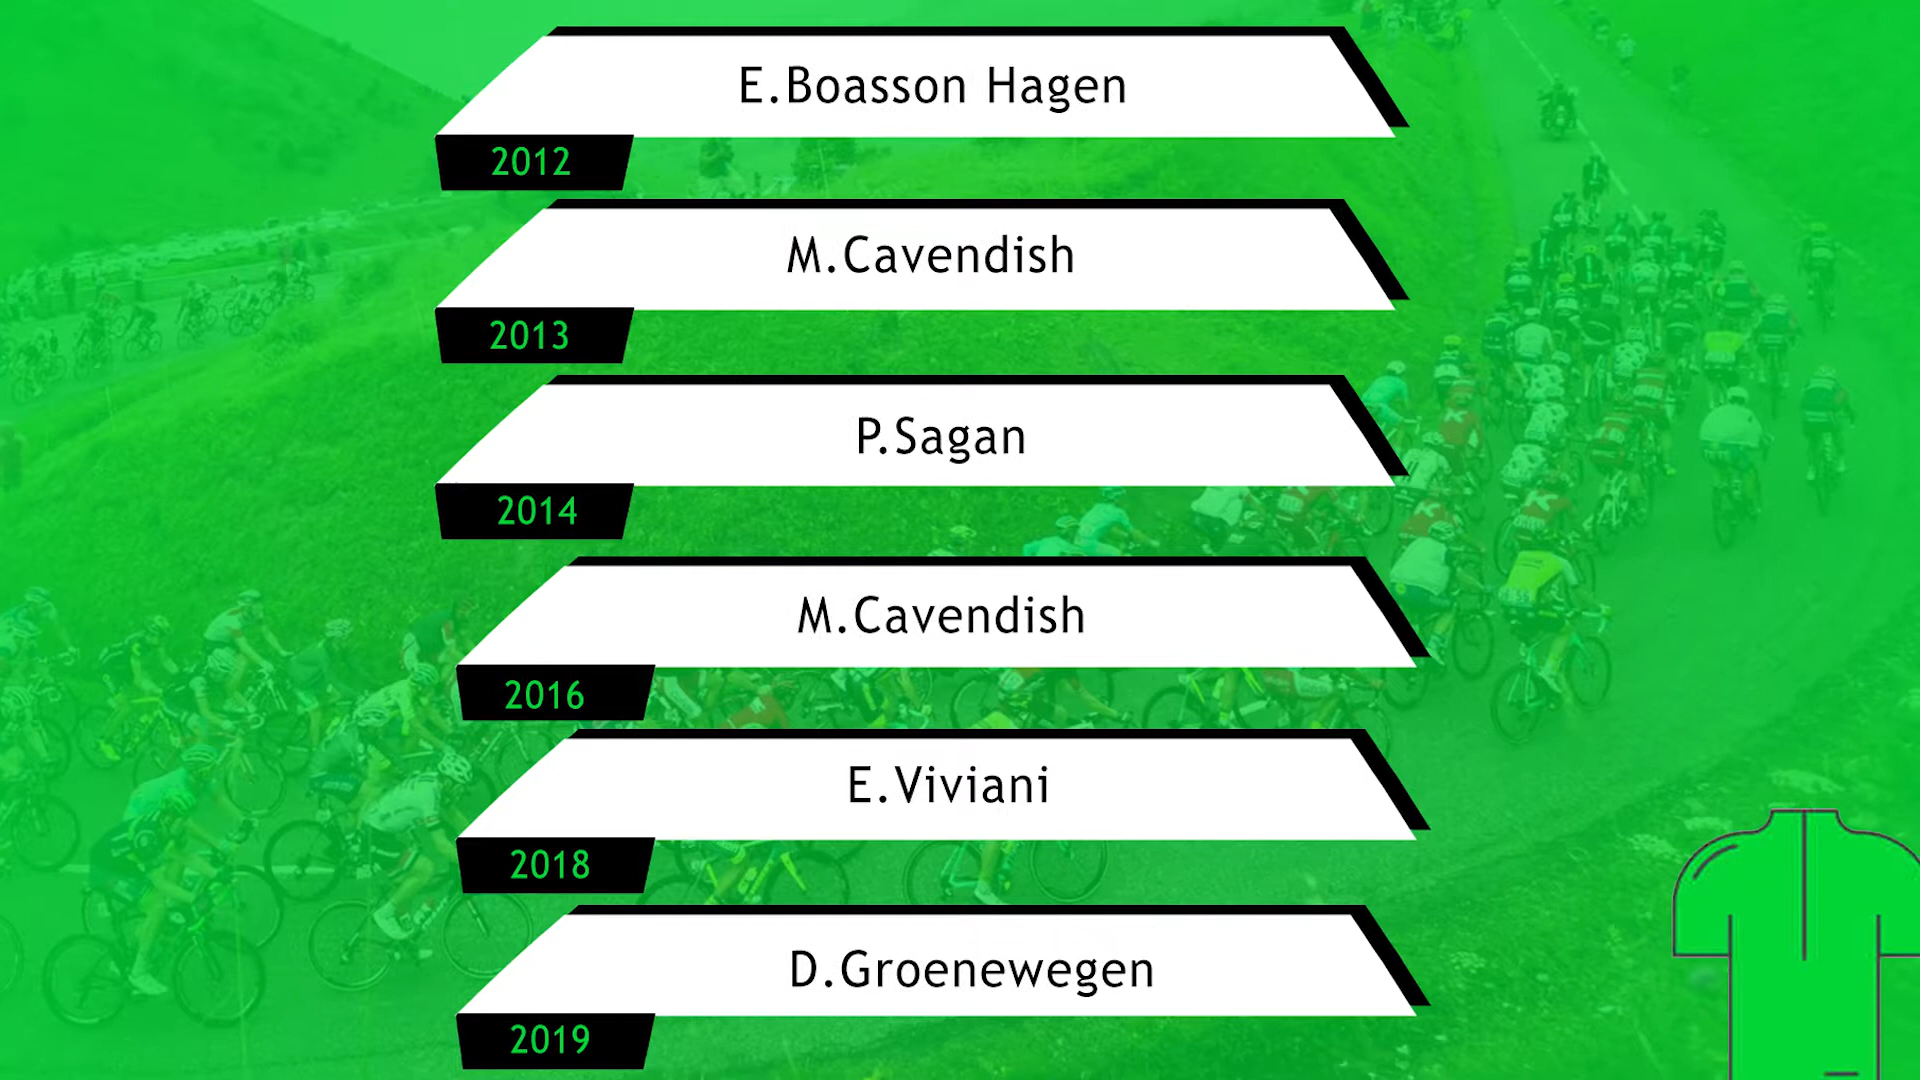 E.Boasson Hagen
2012
M.Cavendish
2013
P.Sagan
2014
M.Cavendish
2016
E.Viviani
2018
D.Groenewegen
2019